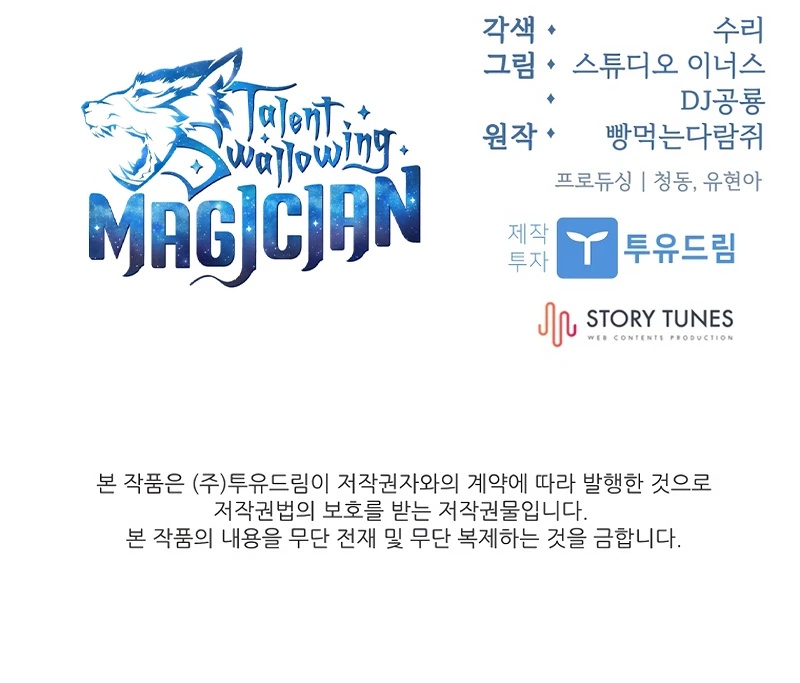 Talent
Swallowing
MAGICIAN
각색 ♦ 수리
그림 ♦ 스튜디오 이너스
♦ DJ공룡
원작 ♦ 빵먹는다람쥐
프로듀싱 | 청동, 유현아
제작
투자
투유드림
STORY TUNES
WEB CONTENTS PRODUCTION
본 작품은 (주)투유드림이 저작권자와의 계약에 따라 발행한 것으로
저작권법의 보호를 받는 저작권물입니다.
본 작품의 내용을 무단 전재 및 무단 복제하는 것을 금합니다.